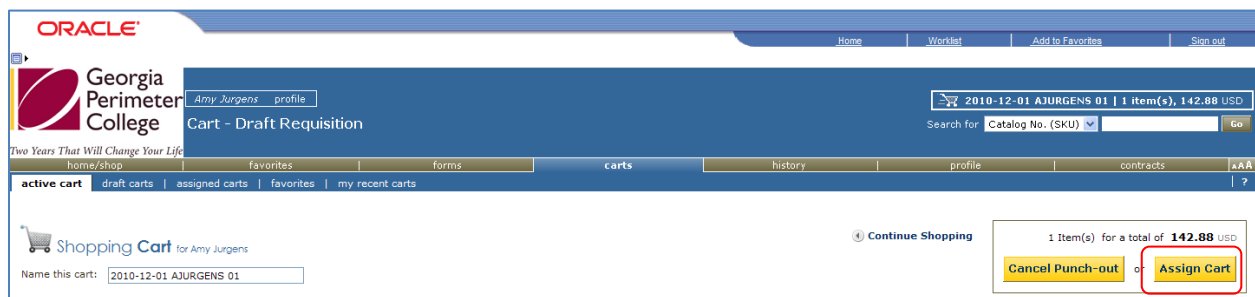 ORACLE
Home | Worklist | Add to Favorites | Sign out
Georgia
Perimeter
College
Two Years That Will Change Your Life
Amy Jurgens profile
Cart - Draft Requisition
2010-12-01 AJURGENS 01 | 1 item(s), 142.88 USD
Search for Catalog No. (SKU) Go
home/shop | favorites | forms carts history | profile | contracts AAA
active cart draft carts | assigned carts | favorites | my recent carts | ?
Shopping Cart for Amy Jurgens
Continue Shopping
1 Item(s) for a total of 142.88 USD
Name this cart: 2010-12-01 AJURGENS 01
Cancel Punch-out or Assign Cart